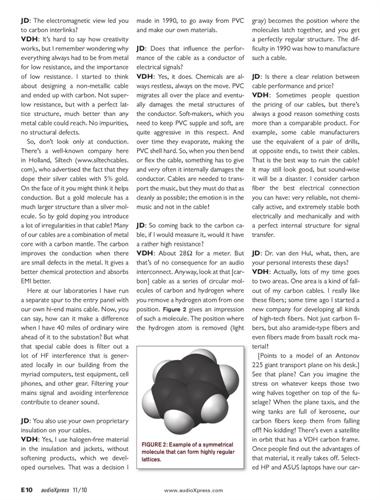 JD: The electromagnetic view led you
to carbon interlinks?
VDH: It's hard to say how creativity
works, but I remember wondering why
everything always had to be from metal
for low resistance, and the importance
of low resistance. I started to think
about designing a non-metallic cable
and ended up with carbon. Not super-
low resistance, but with a perfect lat-
tice structure, much better than any
metal cable could reach. No impurities,
no structural defects.
So, don't look only at conduction.
There's a well-known company here
in Holland, Siltech (www.siltechcables.
com), who advertised the fact that they
dope their silver cables with 5% gold.
On the face of it you might think it helps
conduction. But a gold molecule has a
much larger structure than a silver mol-
ecule. So by gold doping you introduce
a lot of irregularities in that cable! Many
of our cables are a combination of metal
core with a carbon mantle. The carbon
improves the conduction when there
are small defects in the metal. It gives a
better chemical protection and absorbs
EMI better.
Here at our laboratories I have run
a separate spur to the entry panel with
our own hi-end mains cable. Now, you
can say, how can it make a difference
when I have 40 miles of ordinary wire
ahead of it to the substation? But what
that special cable does is filter out a
lot of HF interference that is gener-
ated locally in our building from the
myriad computers, test equipment, cell
phones, and other gear. Filtering your
mains signal and avoiding interference
contribute to cleaner sound.
JD: You also use your own proprietary
insulation on your cables.
VDH: Yes, I use halogen-free material
in the insulation and jackets, without
softening products, which we devel-
oped ourselves. That was a decision I
made in 1990, to go away from PVC
and make our own materials.
JD: Does that influence the perfor-
mance of the cable as a conductor of
electrical signals?
VDH: Yes, it does. Chemicals are al-
ways restless, always on the move. PVC
migrates all over the place and eventu-
ally damages the metal structures of
the conductor. Soft-makers, which you
need to keep PVC supple and soft, are
quite aggressive in this respect. And
over time they evaporate, making the
PVC shell hard. So, when you then bend
or flex the cable, something has to give
and very often it internally damages the
conductor. Cables are needed to trans-
port the music, but they must do that as
cleanly as possible; the emotion is in the
music and not in the cable!
JD: So coming back to the carbon ca-
ble, if I would measure it, would it have
a rather high resistance?
VDH: About 28Ω for a meter. But
that's of no consequence for an audio
interconnect. Anyway, look at that [car-
bon] cable as a series of circular mol-
ecules of carbon and hydrogen where
you remove a hydrogen atom from one
position. Figure 2 gives an impression
of such a molecule. The position where
the hydrogen atom is removed (light
FIGURE 2: Example of a symmetrical
molecule that can form highly regular
lattices.
gray) becomes the position where the
molecules latch together, and you get
a perfectly regular structure. The dif-
ficulty in 1990 was how to manufacture
such a cable.
JD: Is there a clear relation between
cable performance and price?
VDH: Sometimes people question
the pricing of our cables, but there's
always a good reason something costs
more than a comparable product. For
example, some cable manufacturers
use the equivalent of a pair of drills,
at opposite ends, to twist their cables.
That is the best way to ruin the cable!
It may still look good, but sound-wise
it will be a disaster. I consider carbon
fiber the best electrical connection
you can have: very reliable, not chemi-
cally active, and extremely stable both
electrically and mechanically and with
a perfect internal structure for signal
transfer.
JD: Dr. van den Hul, what, then, are
your personal interests these days?
VDH: Actually, lots of my time goes
to two areas. One area is a kind of fall-
out of my carbon cables. I really like
these fibers; some time ago I started a
new company for developing all kinds
of high-tech fibers. Not just carbon fi-
bers, but also aramide-type fibers and
even fibers made from basalt rock ma-
terial!
[Points to a model of an Antonov
225 giant transport plane on his desk.]
See that plane? Can you imagine the
stress on whatever keeps those two
wing halves together on top of the fu-
selage? When the plane taxis, and the
wing tanks are full of kerosene, our
carbon fibers keep them from falling
off! No kidding! There's even a satellite
in orbit that has a VDH carbon frame.
Once people find out the advantages of
that material, it really takes off. Select-
ed HP and ASUS laptops have our car-
E10 audioXpress 11/10
www.audioXpress.com